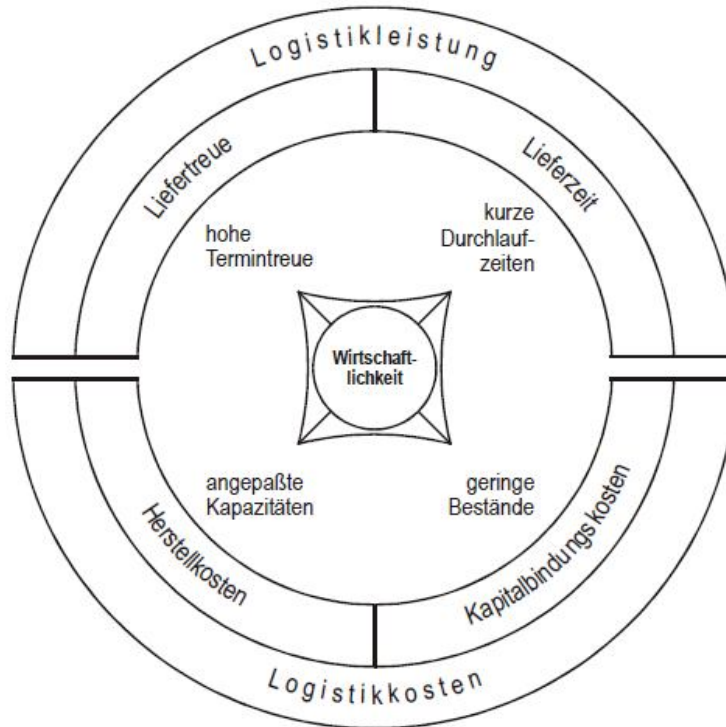 Logistikleistung
Liefertreue
Lieferzeit
hohe
Termintreue
kurze
Durchlauf-
zeiten
Wirtschaft-
lichkeit
angepaßte
Kapazitäten
geringe
Bestände
Herstellkosten
Kapitalbindungskosten
Logistikkosten